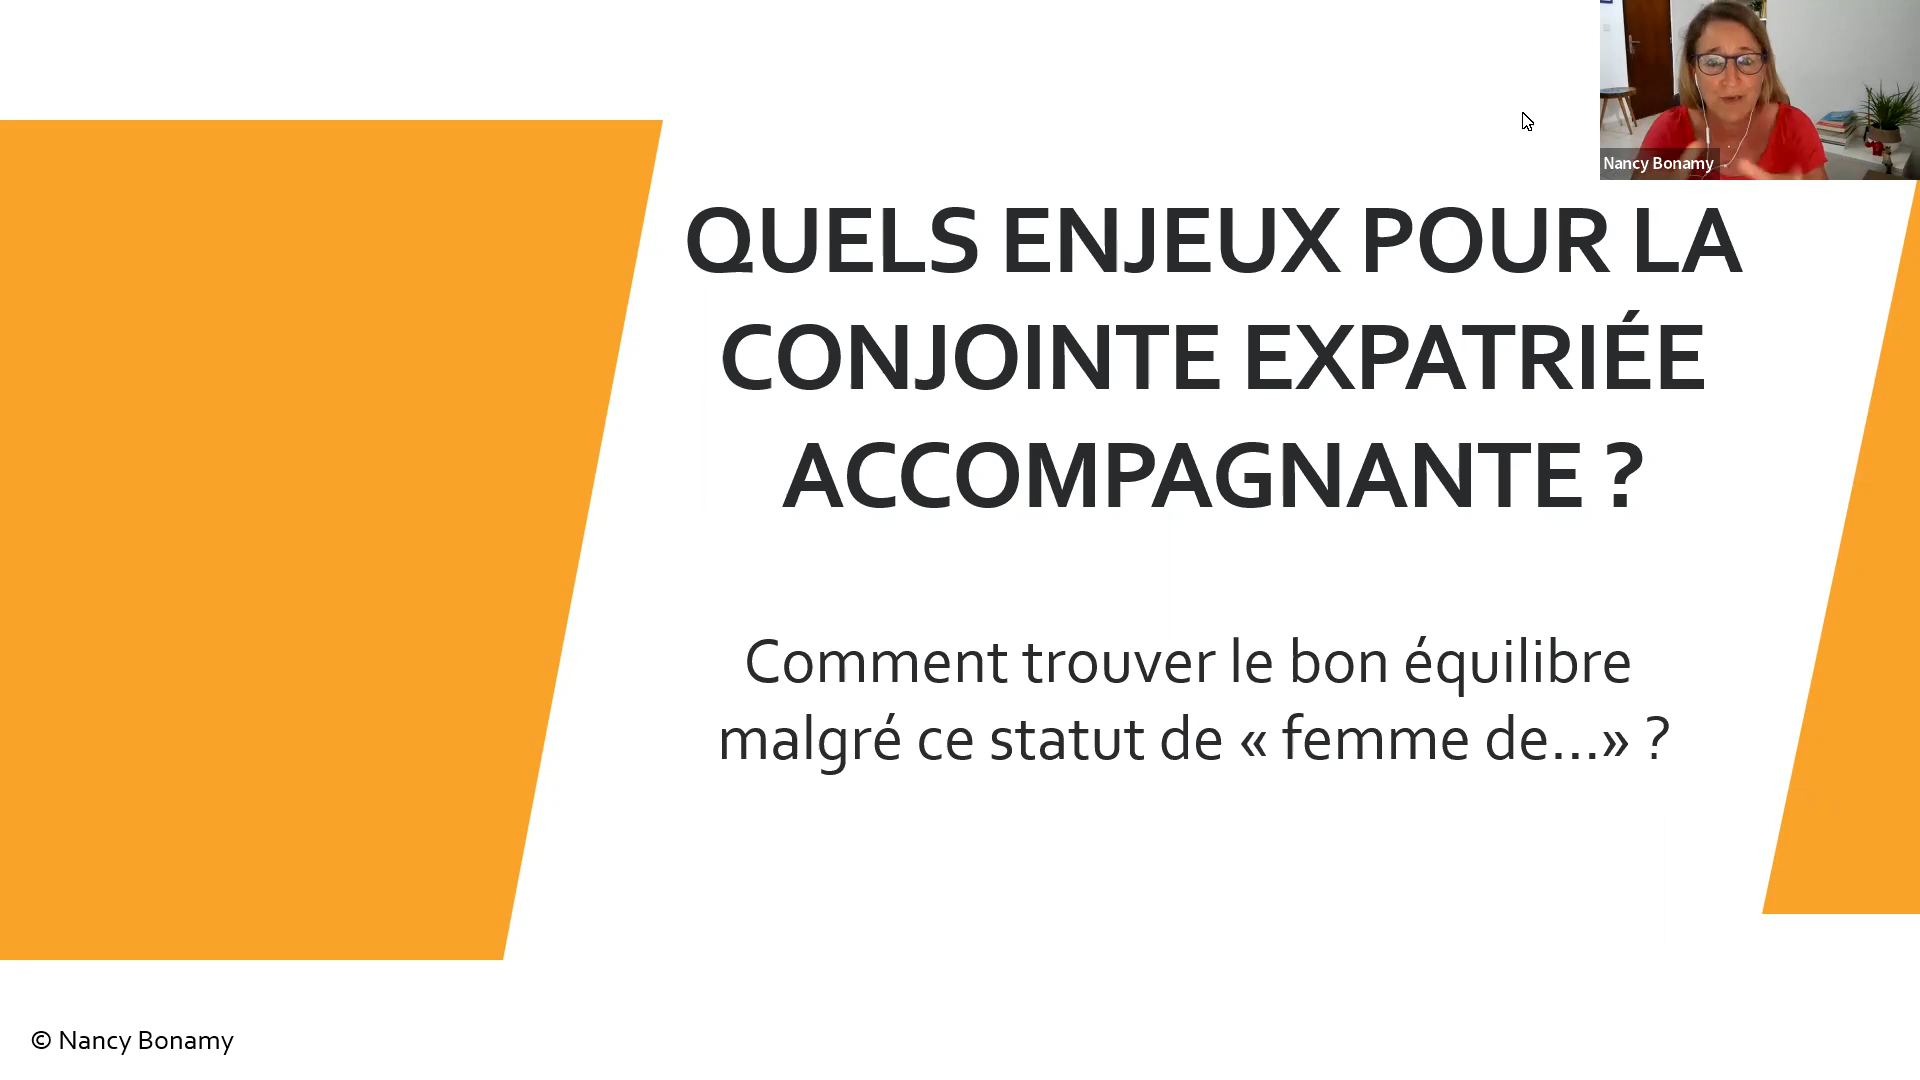 Nancy Bonamy
QUELS ENJEUX POUR LA
CONJOINTE EXPATRIÉE
ACCOMPAGNANTE ?
Comment trouver le bon équilibre
malgré ce statut de « femme de...» ?
© Nancy Bonamy